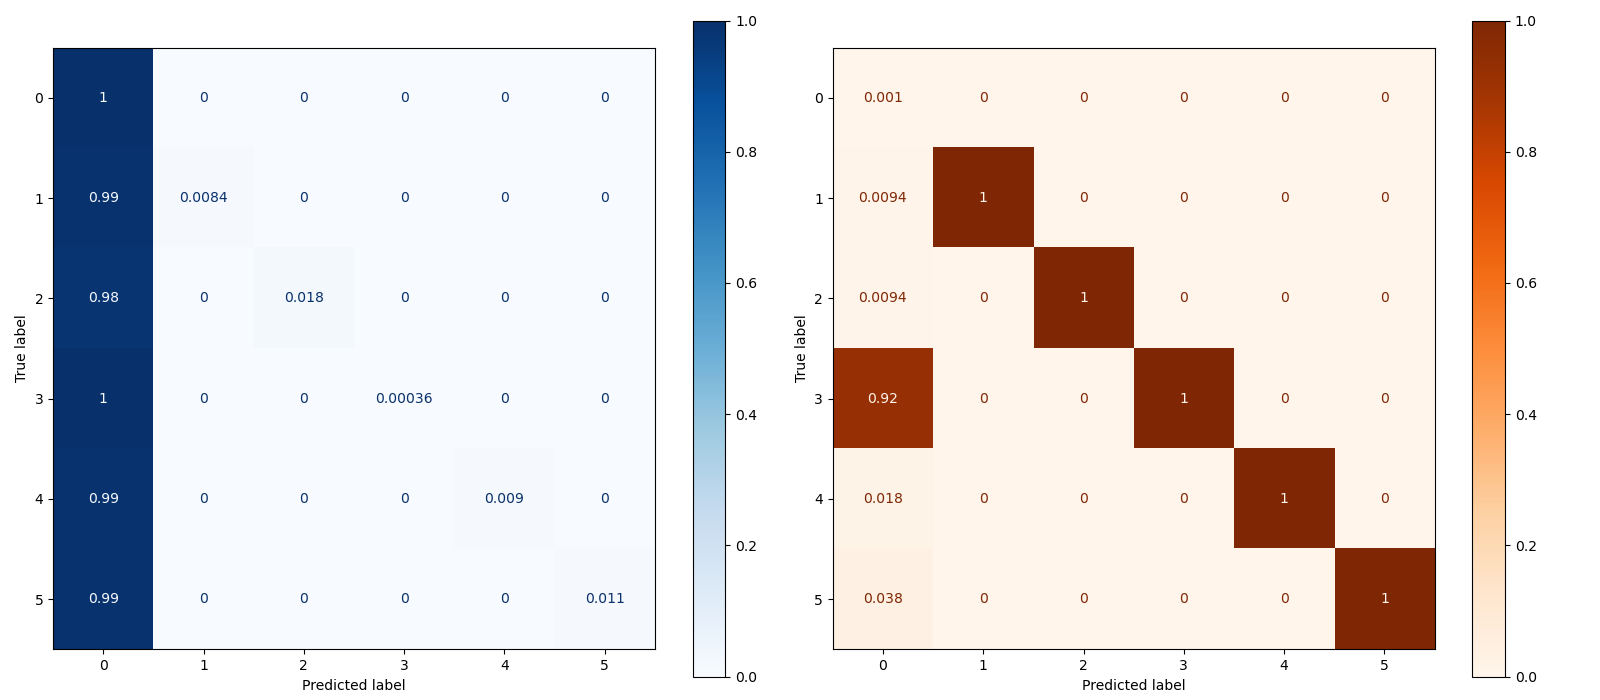 1.0
0 1 0 0 0 0 0
0.8
1 0.99 0.0084 0 0 0 0
2 0.98 0 0.018 0 0 0
0.6
True label
3 1 0 0 0.00036 0 0
0.4
4 0.99 0 0 0 0.009 0
0.2
5 0.99 0 0 0 0 0.011
0.0
0 1 2 3 4 5
Predicted label
1.0
0 0.001 0 0 0 0 0
0.8
1 0.0094 1 0 0 0 0
2 0.0094 0 1 0 0 0
0.6
True label
3 0.92 0 0 1 0 0
0.4
4 0.018 0 0 0 1 0
0.2
5 0.038 0 0 0 0 1
0.0
0 1 2 3 4 5
Predicted label